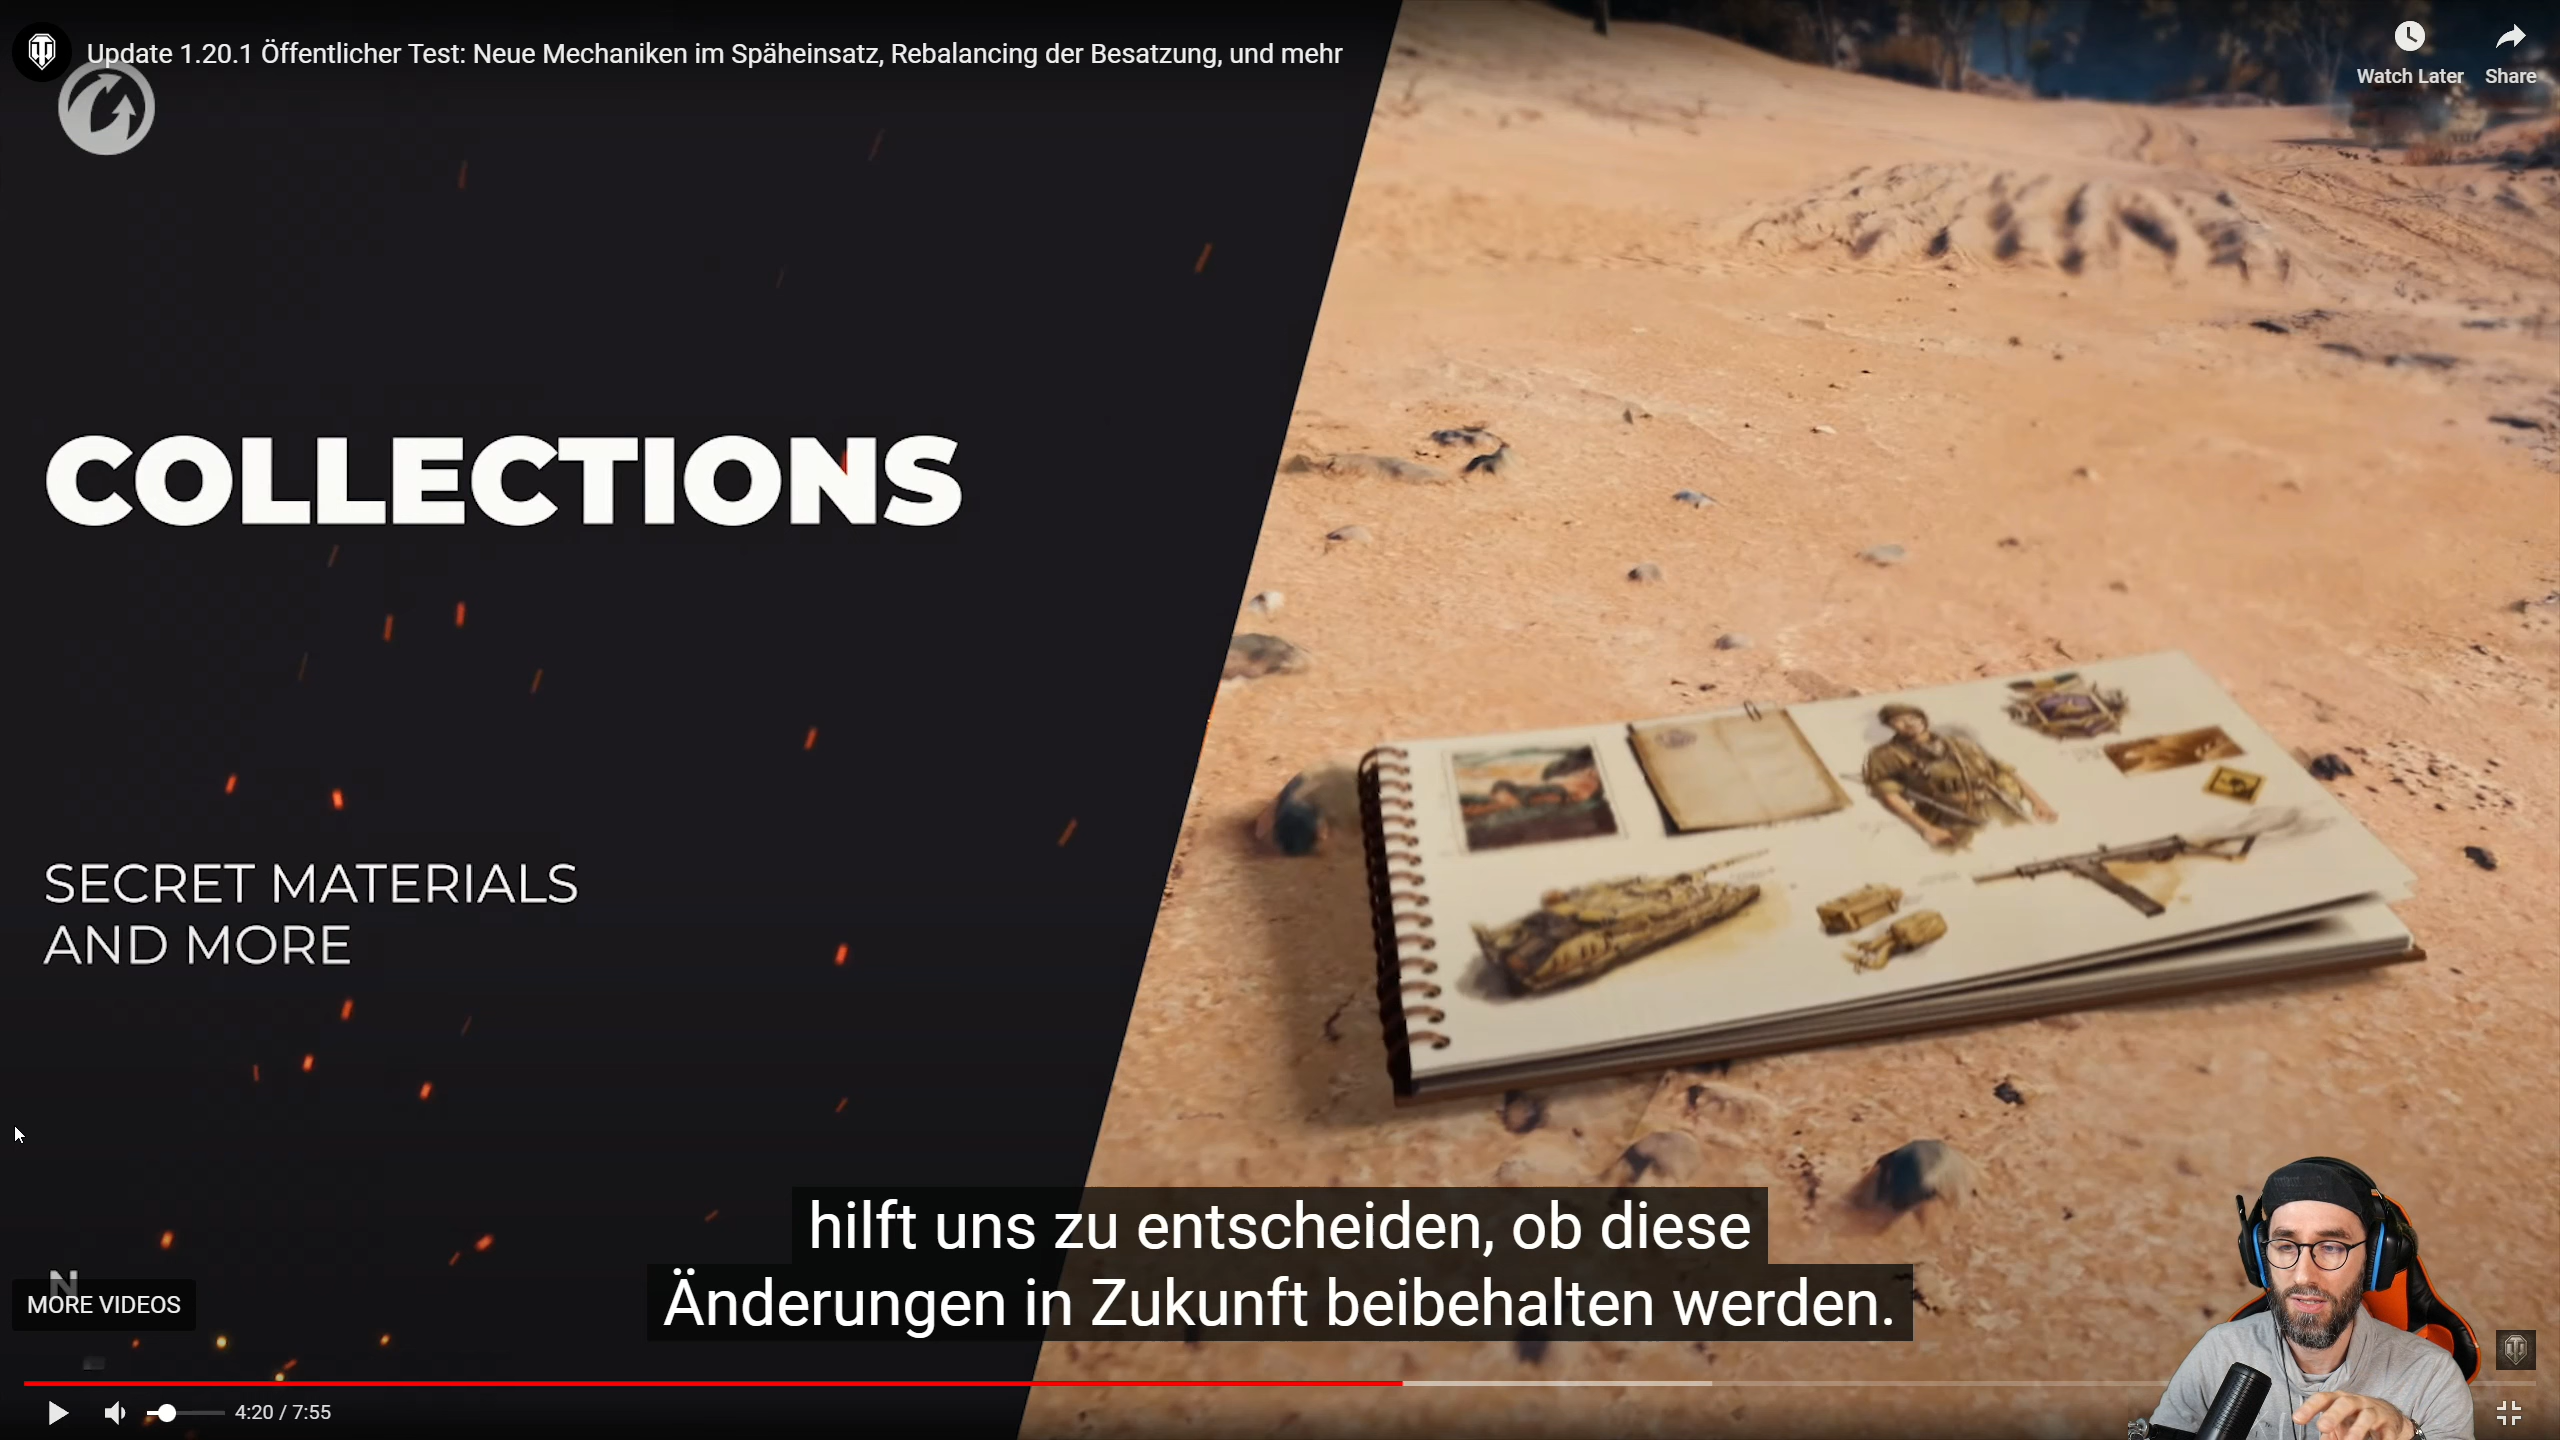 Update 1.20.1 Öffentlicher Test: Neue Mechaniken im Späheinsatz, Rebalancing der Besatzung, und mehr
Watch Later
Share
COLLECTIONS
SECRET MATERIALS
AND MORE
hilft uns zu entscheiden, ob diese
Änderungen in Zukunft beibehalten werden.
N
MORE VIDEOS
4:20 / 7:55